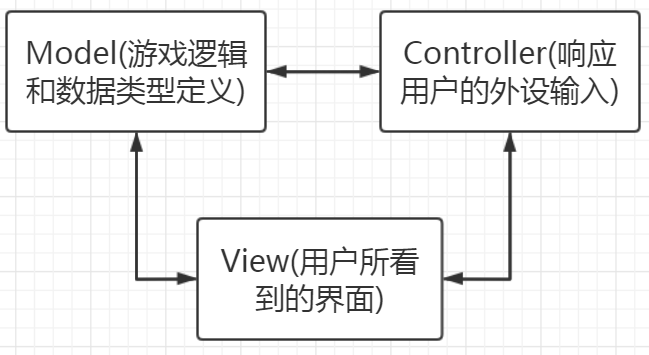 Model(游戏逻辑
和数据类型定义)
Controller(响应
用户的外设输入)
View(用户所看
到的界面)